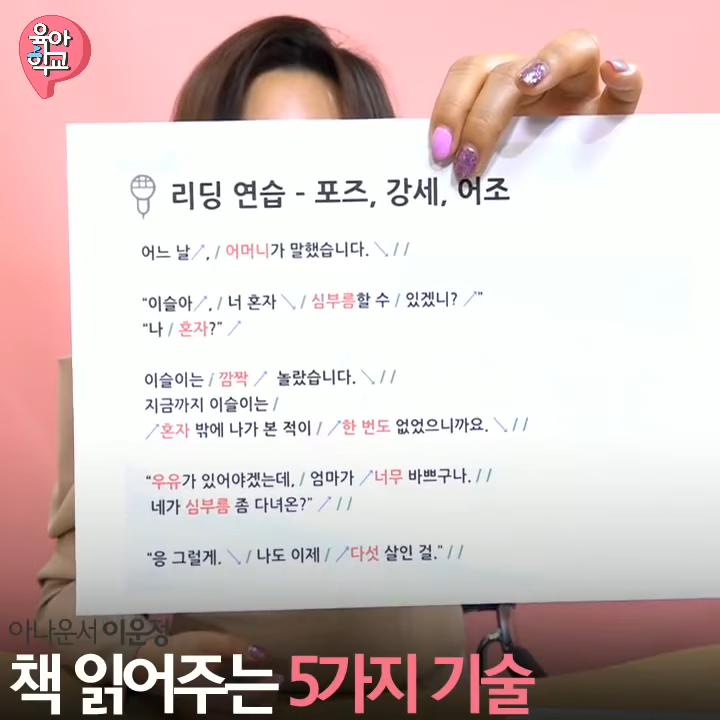 육아
학교
리딩 연습 - 포즈, 강세, 어조
어느 날↗, / 어머니가 말했습니다. ↘ / /
“이슬아↗, / 너 혼자 ↘ / 심부름할 수 / 있겠니? ↗”
“나 / 혼자?” ↗
이슬이는 / 깜짝 ↗ 놀랐습니다. ↘ / /
지금까지 이슬이는 /
↗혼자 밖에 나가 본 적이 / ↗한 번도 없었으니까요. ↘ / /
“우유가 있어야겠는데, / 엄마가 ↗너무 바쁘구나. / /
네가 심부름 좀 다녀온?” ↗ / /
“응 그럴게. ↘ / 나도 이제 / ↗다섯 살인 걸.” / /
아나운서 이운정
책 읽어주는 5가지 기술